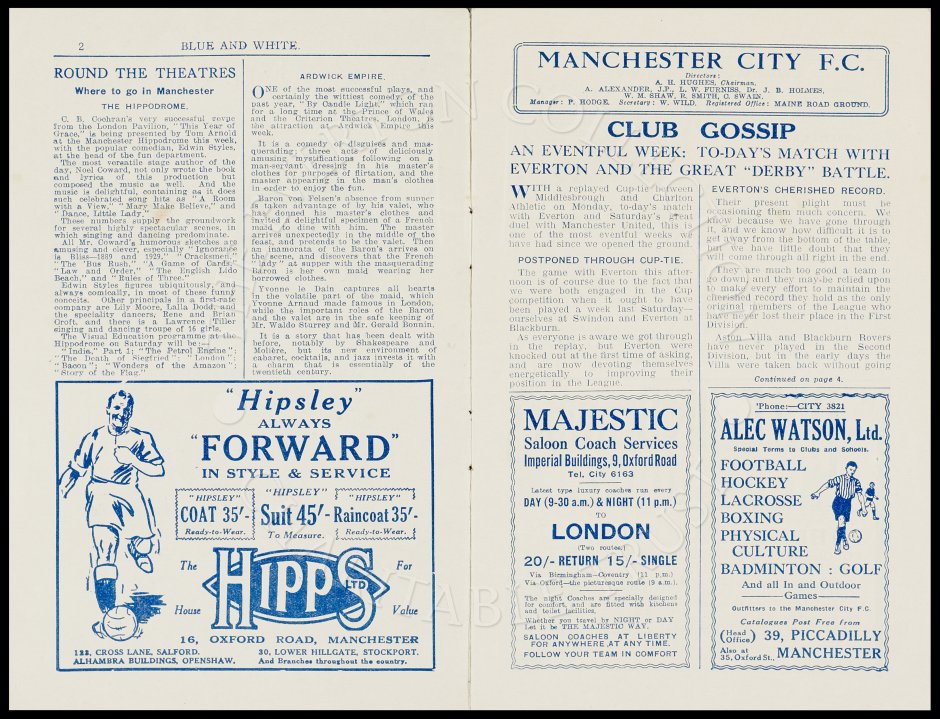 2 BLUE AND WHITE.
ROUND THE THEATRES
Where to go in Manchester
THE HIPPODROME.
C. B. Cochran's very successful revue
from the London Pavilion, "This Year of
Grace," is being presented by Tom Arnold
at the Manchester Hippodrome this week,
with the popular comedian, Edwin Styles,
at the head of the fun department.
The most versatile stage author of the
day, Noel Coward, not only wrote the book
and lyrics of this production but
composed the music as well. And the
music is delightful, containing as it does
such celebrated song hits as "A Room
with a View," "Mary Make Believe," and
"Dance, Little Lady."
These numbers supply the groundwork
for several highly spectacular scenes, in
which singing and dancing predominate.
All Mr. Coward's humorous sketches are
amusing and clever, especially "Ignorance
is Bliss—1889 and 1929," "Cracksmen,"
"The Bus Rush," "A Game of Cards,"
"Law and Order," "The English Lido
Beach," and "Rules of Three."
Edwin Styles figures ubiquitously, and
always comically, in most of these funny
conceits. Other principals in a first-rate
company are Lily Moore, Lalla Dodd, and
the speciality dancers, Rene and Brian
Croft, and there is a Lawrence Tiller
singing and dancing troupe of 16 girls.
The Visual Education programme at the
Hippodrome on Saturday will be:—
"India," Part 1; "The Petrol Engine";
"The Death of Siegfried"; "London";
"Bacon"; "Wonders of the Amazon";
"Story of the Flag."
ARDWICK EMPIRE.
ONE of the most successful plays, and
certainly the wittiest comedy, of the
past year, "By Candle Light," which ran
for a long time at the Prince of Wales
and the Criterion Theatres, London, is
the attraction at Ardwick Empire this
week.
It is a comedy of disguises and mas-
querading; three acts of deliciously
amusing mystifications following on a
man-servant dressing in his master's
clothes for purposes of flirtation, and the
master appearing in the man's clothes
in order to enjoy the fun.
Baron von Felsen's absence from sunner
is taken advantage of by his valet, who
has donned his master's clothes and
invited a delightful specimen of a French
maid to dine with him. The master
arrives unexpectedly in the middle of the
feast, and pretends to be the valet. Then
an inamorata of the Baron's arrives on
the scene, and discovers that the French
"lady" at supper with the masquerading
Baron is her own maid wearing her
borrowed clothes.
Yvonne le Dain captures all hearts
in the volatile part of the maid, which
Yvonne Arnaud made famous in London,
while the important roles of the Baron
and the valet are in the safe keeping of
Mr. Waldo Sturrey and Mr. Gerald Bonnin.
It is a story that has been dealt with
before, notably by Shakespeare and
Molière, but its new environment of
cabaret, cocktails, and jazz invests it with
a charm that is essentially of the
twentieth century.
"Hipsley"
ALWAYS
"FORWARD"
IN STYLE & SERVICE
"HIPSLEY" COAT 35'- Ready-to-Wear.
"HIPSLEY" Suit 45'- To Measure.
"HIPSLEY" Raincoat 35'- Ready-to-Wear.
The House
HIPPS LTD
For Value
16, OXFORD ROAD, MANCHESTER
123, CROSS LANE, SALFORD.
ALHAMBRA BUILDINGS, OPENSHAW.
30, LOWER HILLGATE, STOCKPORT.
And Branches throughout the country.
MANCHESTER CITY F.C.
Directors:
A. H. HUGHES, Chairman.
A. ALEXANDER, J.P., L. W. FURNISS, Dr. J. B. HOLMES,
W. M. SHAW, R. SMITH, C. SWAIN.
Manager: P. HODGE. Secretary: W. WILD. Registered Office: MAINE ROAD GROUND.
CLUB GOSSIP
AN EVENTFUL WEEK: TO-DAY'S MATCH WITH
EVERTON AND THE GREAT "DERBY" BATTLE.
WITH a replayed Cup-tie between
Middlesbrough and Charlton
Athletic on Monday, to-day's match
with Everton and Saturday's great
duel with Manchester United, this is
one of the most eventful weeks we
have had since we opened the ground.
POSTPONED THROUGH CUP-TIE.
The game with Everton this after-
noon is of course due to the fact that
we were both engaged in the Cup
competition when it ought to have
been played a week last Saturday—
ourselves at Swindon and Everton at
Blackburn.
As everyone is aware we got through
in the replay, but Everton were
knocked out at the first time of asking,
and are now devoting themselves
energetically to improving their
position in the League.
EVERTON'S CHERISHED RECORD.
Their present plight must be
occasioning them much concern. We
know because we have gone through
it, and we know how difficult it is to
get away from the bottom of the table,
but we have little doubt that they
will come through all right in the end.
They are much too good a team to
go down, and they may be relied upon
to make every effort to maintain the
cherished record they hold as the only
original members of the League who
have never lost their place in the First
Division.
Aston Villa and Blackburn Rovers
have never played in the Second
Division, but in the early days the
Villa were taken back without going
Continued on page 4.
MAJESTIC
Saloon Coach Services
Imperial Buildings, 9, Oxford Road
Tel. City 6163
Latest type luxury coaches run every
DAY (9-30 a.m.) & NIGHT (11 p.m.)
TO
LONDON
(Two routes.)
20/- RETURN 15/- SINGLE
Via Birmingham—Coventry (11 p.m.)
Via Oxford—the picturesque route (9 a.m.)
The night Coaches are specially designed
for comfort, and are fitted with kitchens
and toilet facilities.
Whether you travel by NIGHT or DAY
Let it be THE MAJESTIC WAY.
SALOON COACHES AT LIBERTY
FOR ANYWHERE AT ANY TIME.
FOLLOW YOUR TEAM IN COMFORT
'Phone:—CITY 3821
ALEC WATSON, Ltd.
Special Terms to Clubs and Schools.
FOOTBALL
HOCKEY
LACROSSE
BOXING
PHYSICAL
CULTURE
BADMINTON : GOLF
And all In and Outdoor
Games
Outfitters to the Manchester City F.C.
Catalogues Post Free from
(Head Office) 39, PICCADILLY
Also at 35, Oxford St., MANCHESTER